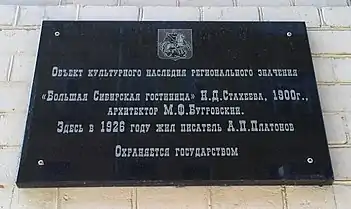 Объект культурного наследия регионального значения
«Большая Сибирская гостиница» Н.Д.Стахеева, 1900г.,
архитектор М.Ф.Бугровский.
Здесь в 1926 году жил писатель А.П.Платонов
Охраняется государством